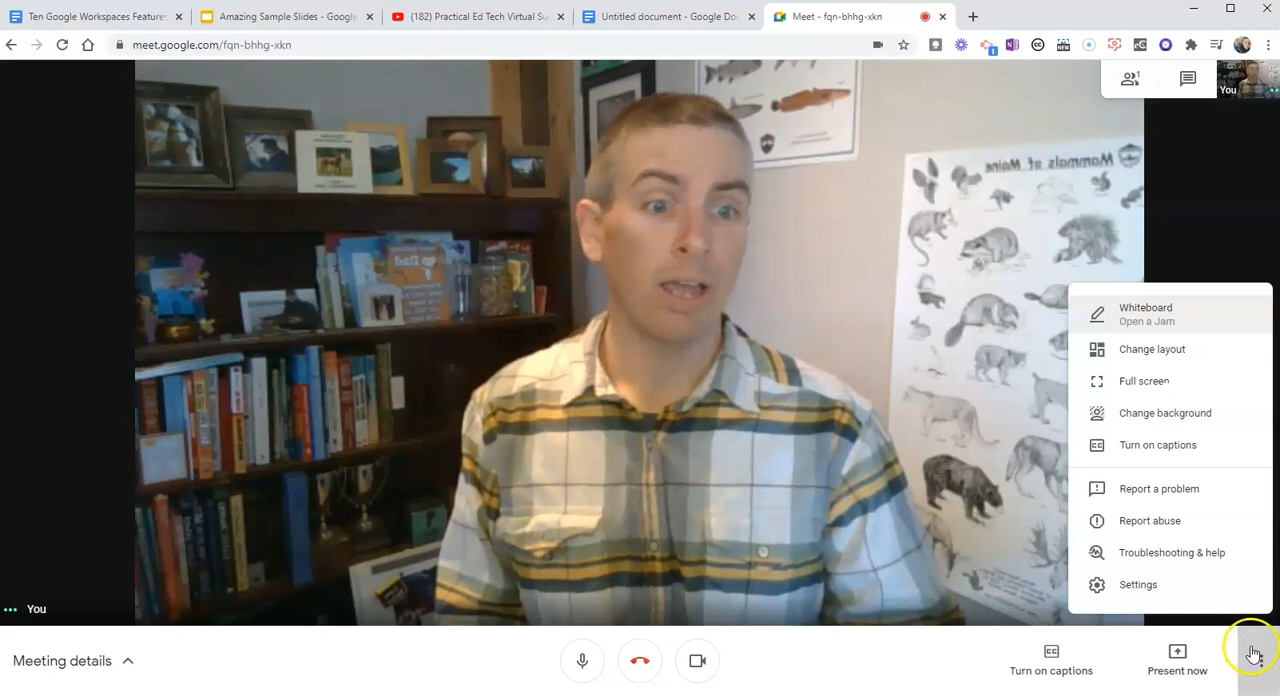 Ten Google Workspaces Features
Amazing Sample Slides - Google
(182) Practical Ed Tech Virtual Su
Untitled document - Google Doc
Meet - fqn-bhhg-xkn
meet.google.com/fqn-bhhg-xkn
You
Mammals of Maine
Dad
Whiteboard
Open a Jam
Change layout
Full screen
Change background
Turn on captions
Report a problem
Report abuse
Troubleshooting & help
Settings
You
Meeting details
Turn on captions
Present now